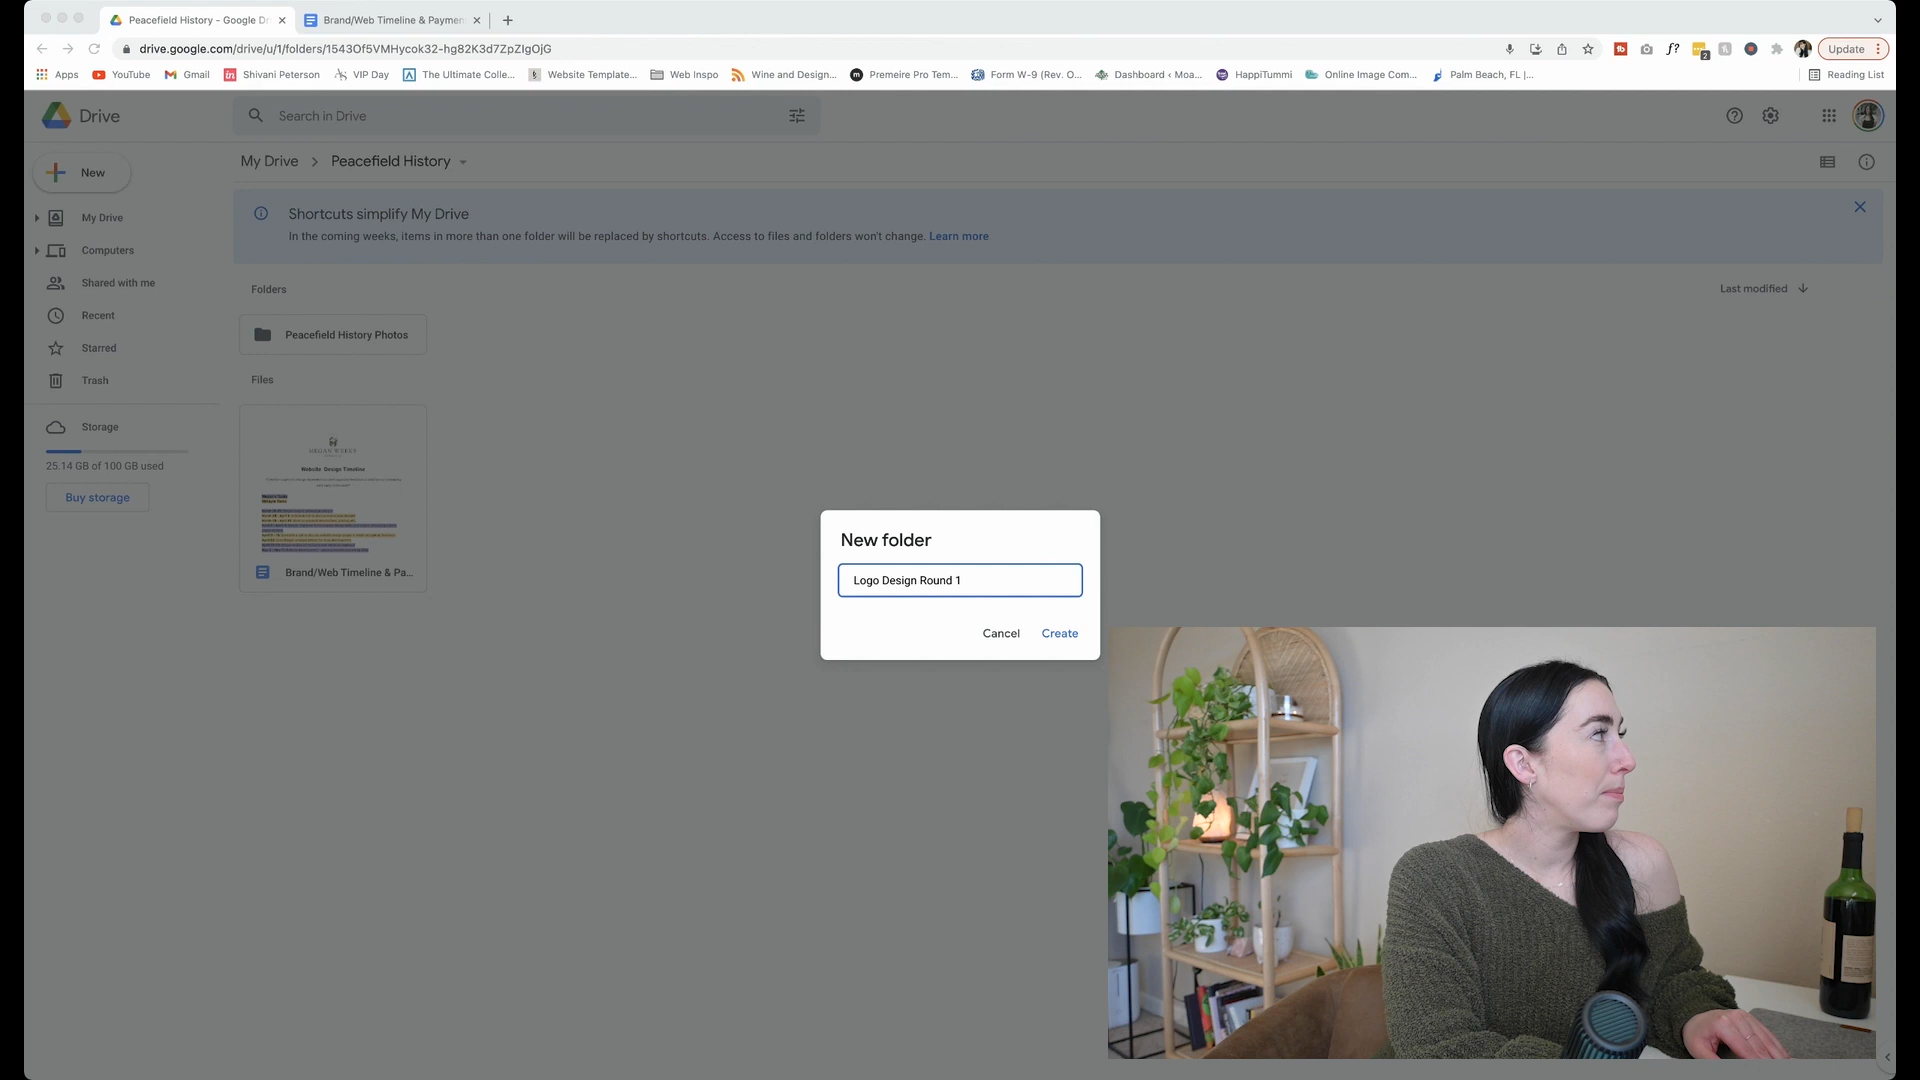 Peacefield History - Google Dr
Brand/Web Timeline & Paymen
drive.google.com/drive/u/1/folders/1543Of5VMHycok32-hg82K3d7ZpZIgOjG
f?
2
Update
Apps
YouTube
Gmail
Shivani Peterson
VIP Day
The Ultimate Colle...
Website Template...
Web Inspo
Wine and Design...
Premeire Pro Tem...
Form W-9 (Rev. O...
Dashboard ‹ Moa...
HappiTummi
Online Image Com...
Palm Beach, FL |...
Reading List
Drive
Search in Drive
New
My Drive
Peacefield History
Shortcuts simplify My Drive
In the coming weeks, items in more than one folder will be replaced by shortcuts. Access to files and folders won't change. Learn more
My Drive
Computers
Shared with me
Recent
Starred
Trash
Storage
25.14 GB of 100 GB used
Buy storage
Folders
Last modified
Peacefield History Photos
Files
MEGAN WEEKS
Website Design Timeline
Brand/Web Timeline & Pa...
New folder
Logo Design Round 1
Cancel
Create